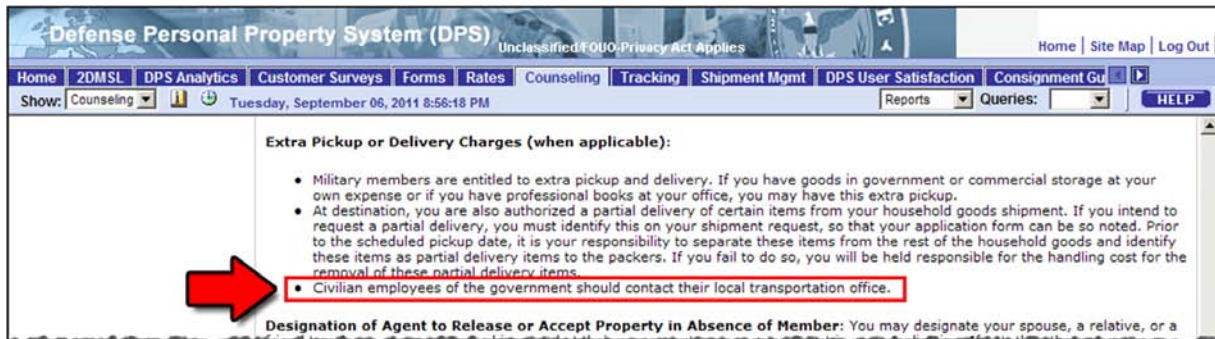 Defense Personal Property System (DPS) Unclassified/FOUO-Privacy Act Applies
Home | Site Map | Log Out
Home 2DMSL DPS Analytics Customer Surveys Forms Rates Counseling Tracking Shipment Mgmt DPS User Satisfaction Consignment Gu
Show: Counseling Tuesday, September 06, 2011 8:56:18 PM Reports Queries: HELP
Extra Pickup or Delivery Charges (when applicable):
• Military members are entitled to extra pickup and delivery. If you have goods in government or commercial storage at your
own expense or if you have professional books at your office, you may have this extra pickup.
• At destination, you are also authorized a partial delivery of certain items from your household goods shipment. If you intend to
request a partial delivery, you must identify this on your shipment request, so that your application form can be so noted. Prior
to the scheduled pickup date, it is your responsibility to separate these items from the rest of the household goods and identify
these items as partial delivery items to the packers. If you fail to do so, you will be held responsible for the handling cost for the
removal of these partial delivery items.
• Civilian employees of the government should contact their local transportation office.
Designation of Agent to Release or Accept Property in Absence of Member: You may designate your spouse, a relative, or a